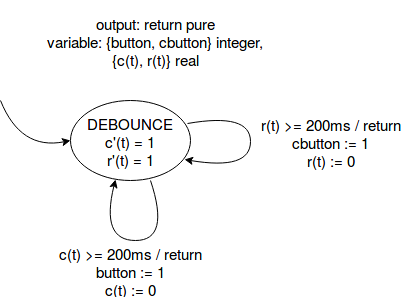 output: return pure
variable: {button, cbutton} integer,
{c(t), r(t)} real
DEBOUNCE
c'(t) = 1
r'(t) = 1
r(t) >= 200ms / return
cbutton := 1
r(t) := 0
c(t) >= 200ms / return
button := 1
c(t) := 0